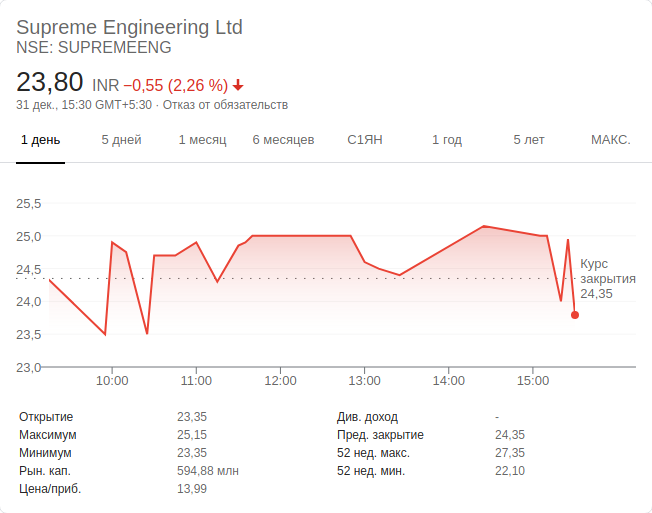 Supreme Engineering Ltd
NSE: SUPREMEENG
23,80 INR −0,55 (2,26 %)
31 дек., 15:30 GMT+5:30 · Отказ от обязательств
1 день 5 дней 1 месяц 6 месяцев С1ЯН 1 год 5 лет МАКС.
25,5
25,0
24,5
24,0
23,5
23,0
Курс
закрытия
24,35
10:00 11:00 12:00 13:00 14:00 15:00
Открытие 23,35 Див. доход -
Максимум 25,15 Пред. закрытие 24,35
Минимум 23,35 52 нед. макс. 27,35
Рын. кап. 594,88 млн 52 нед. мин. 22,10
Цена/приб. 13,99